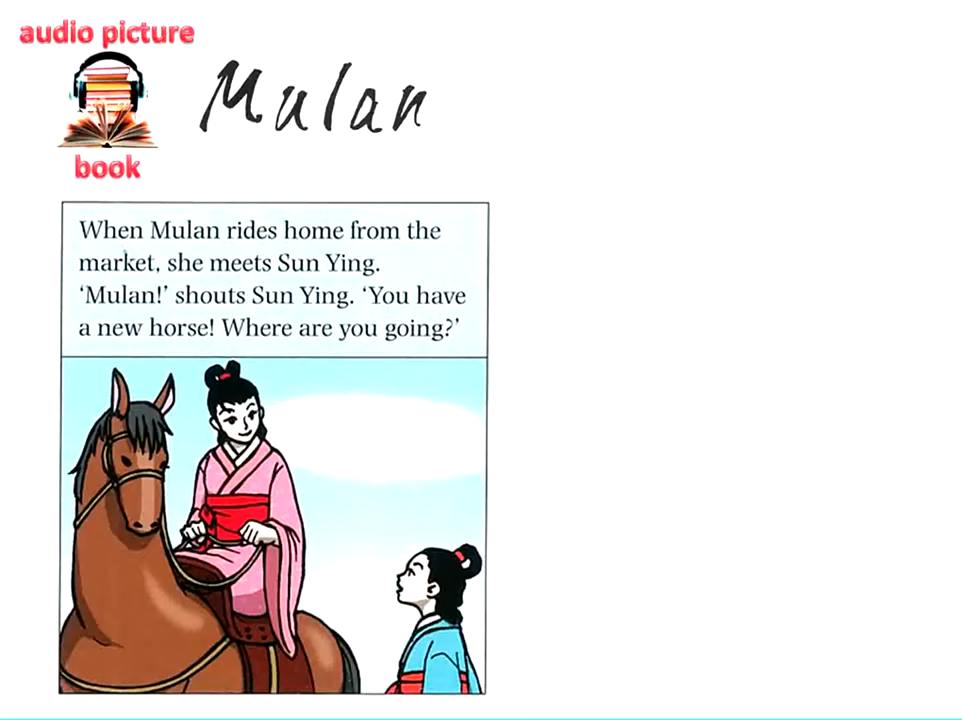 audio picture
Mulan
book
When Mulan rides home from the
market, she meets Sun Ying.
‘Mulan!’ shouts Sun Ying. ‘You have
a new horse! Where are you going?’